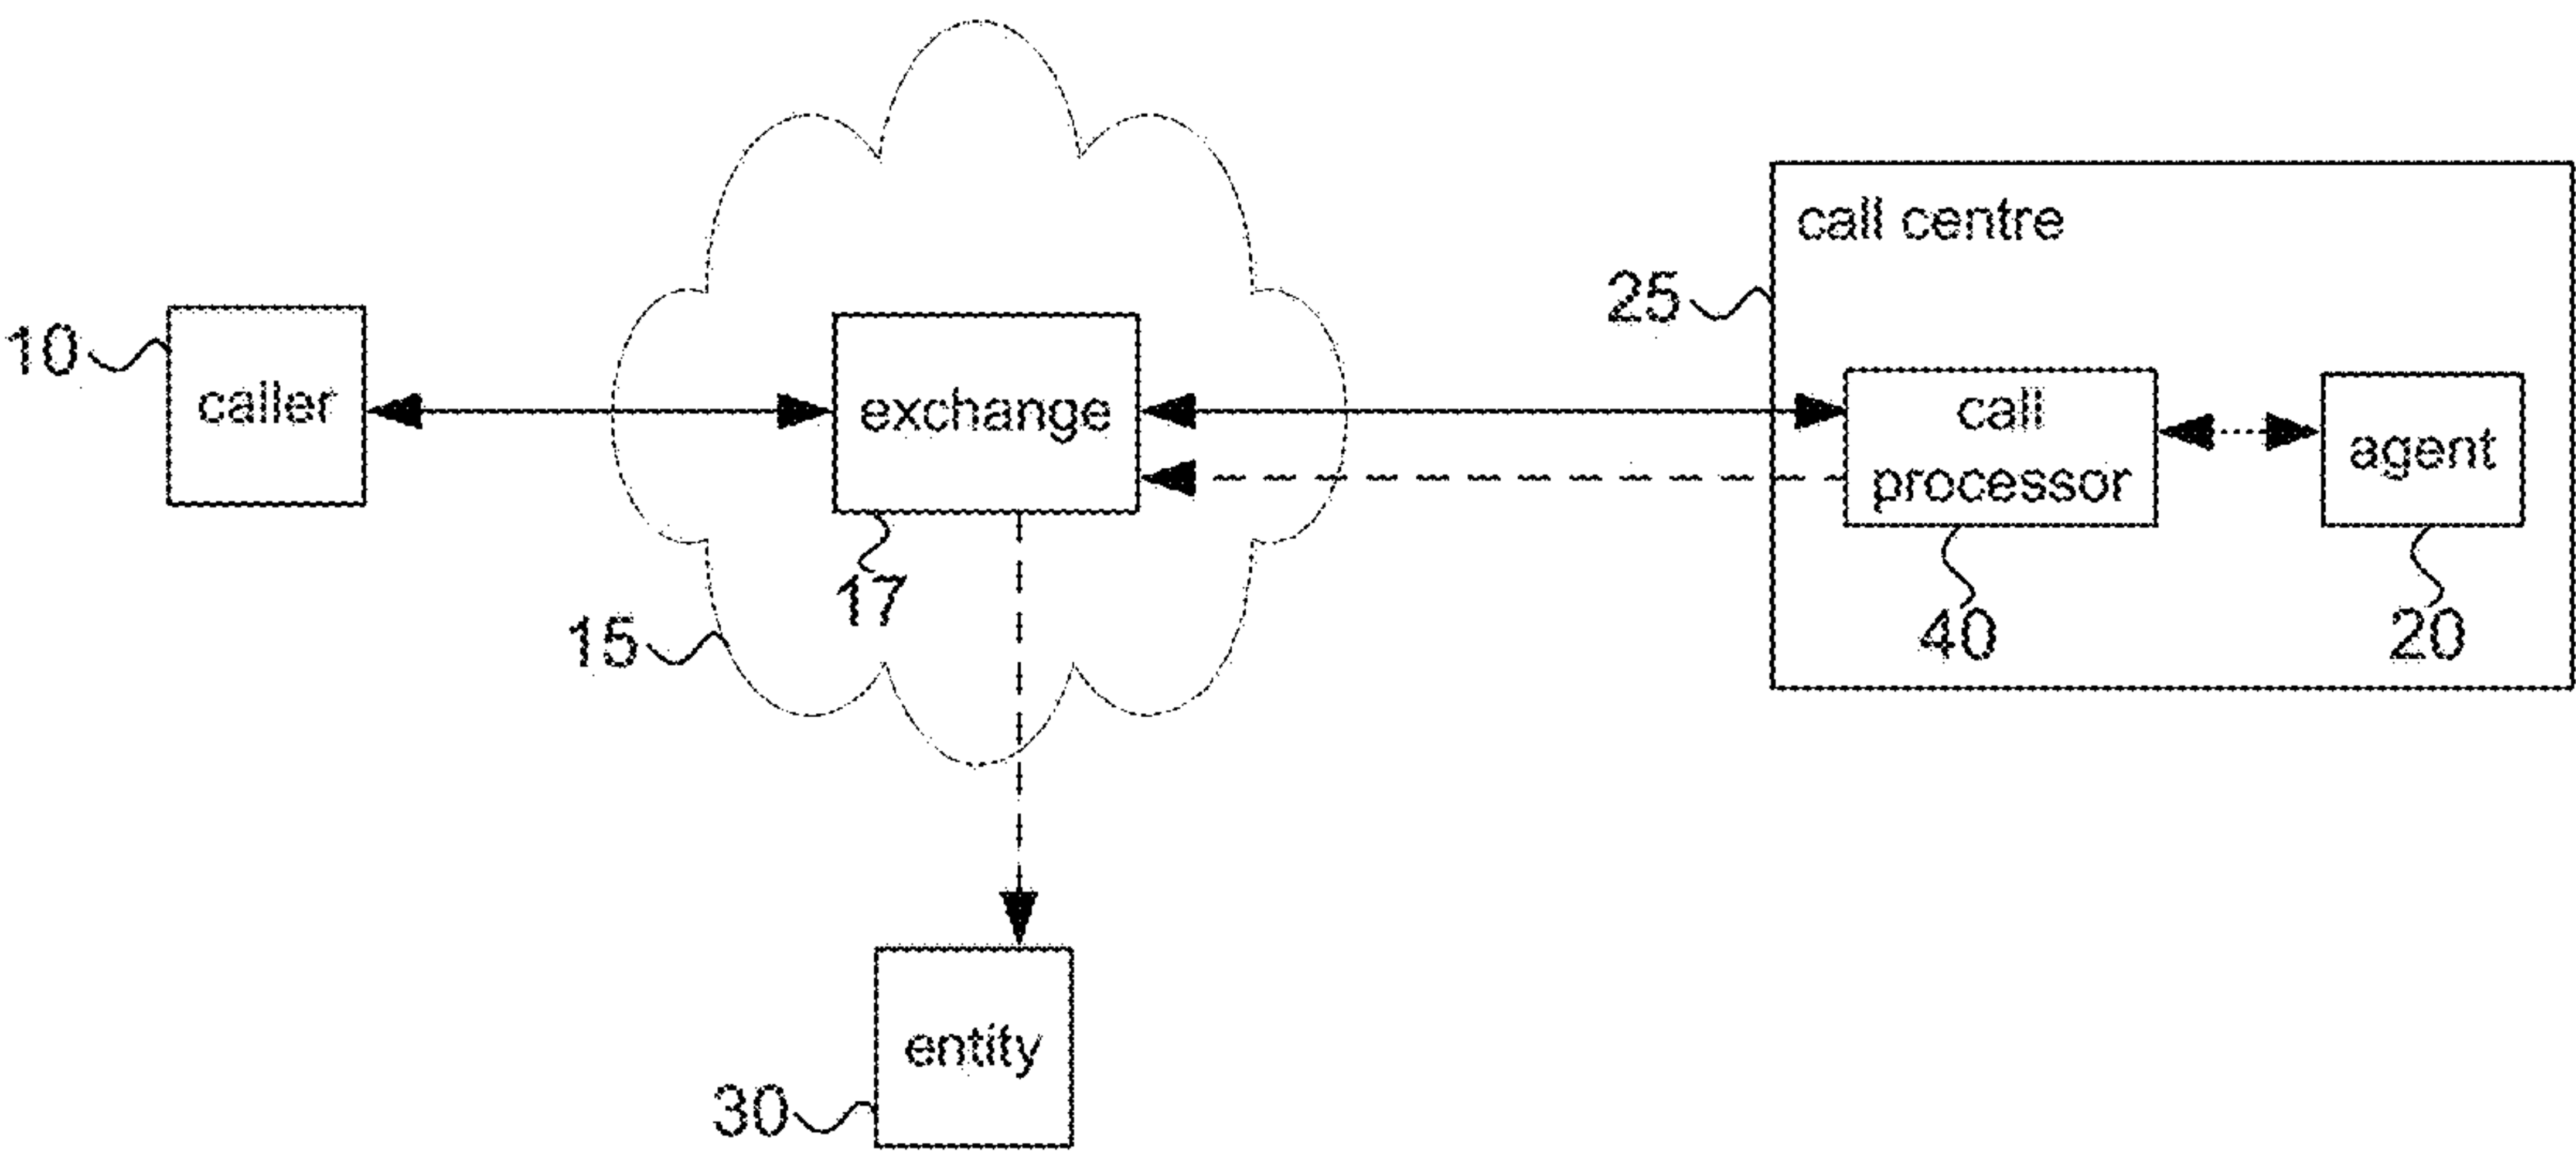 call centre
25
10
caller
exchange
call
processor
agent
17
15
40
20
entity
30